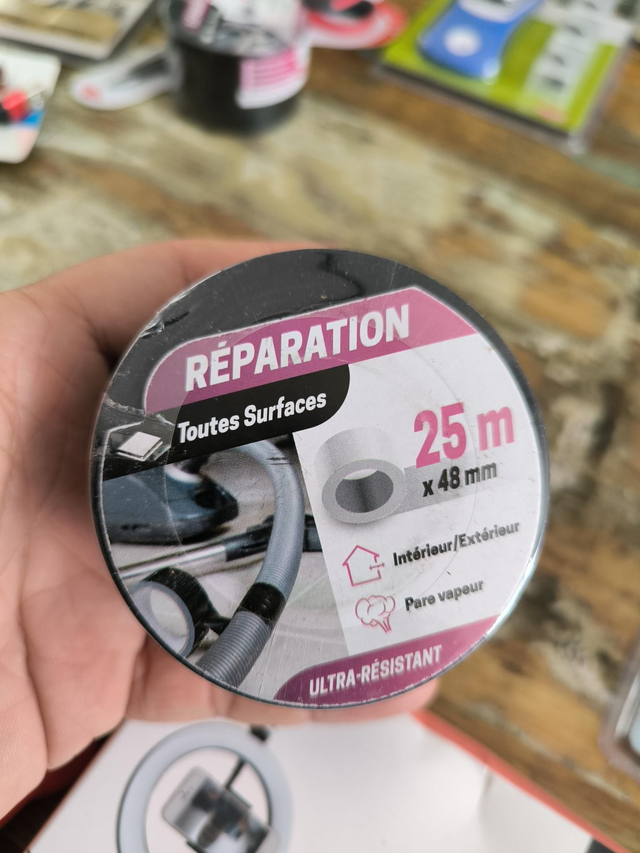 RÉPARATION
Toutes Surfaces
25 m
x 48 mm
Intérieur/Extérieur
Pare vapeur
ULTRA-RÉSISTANT